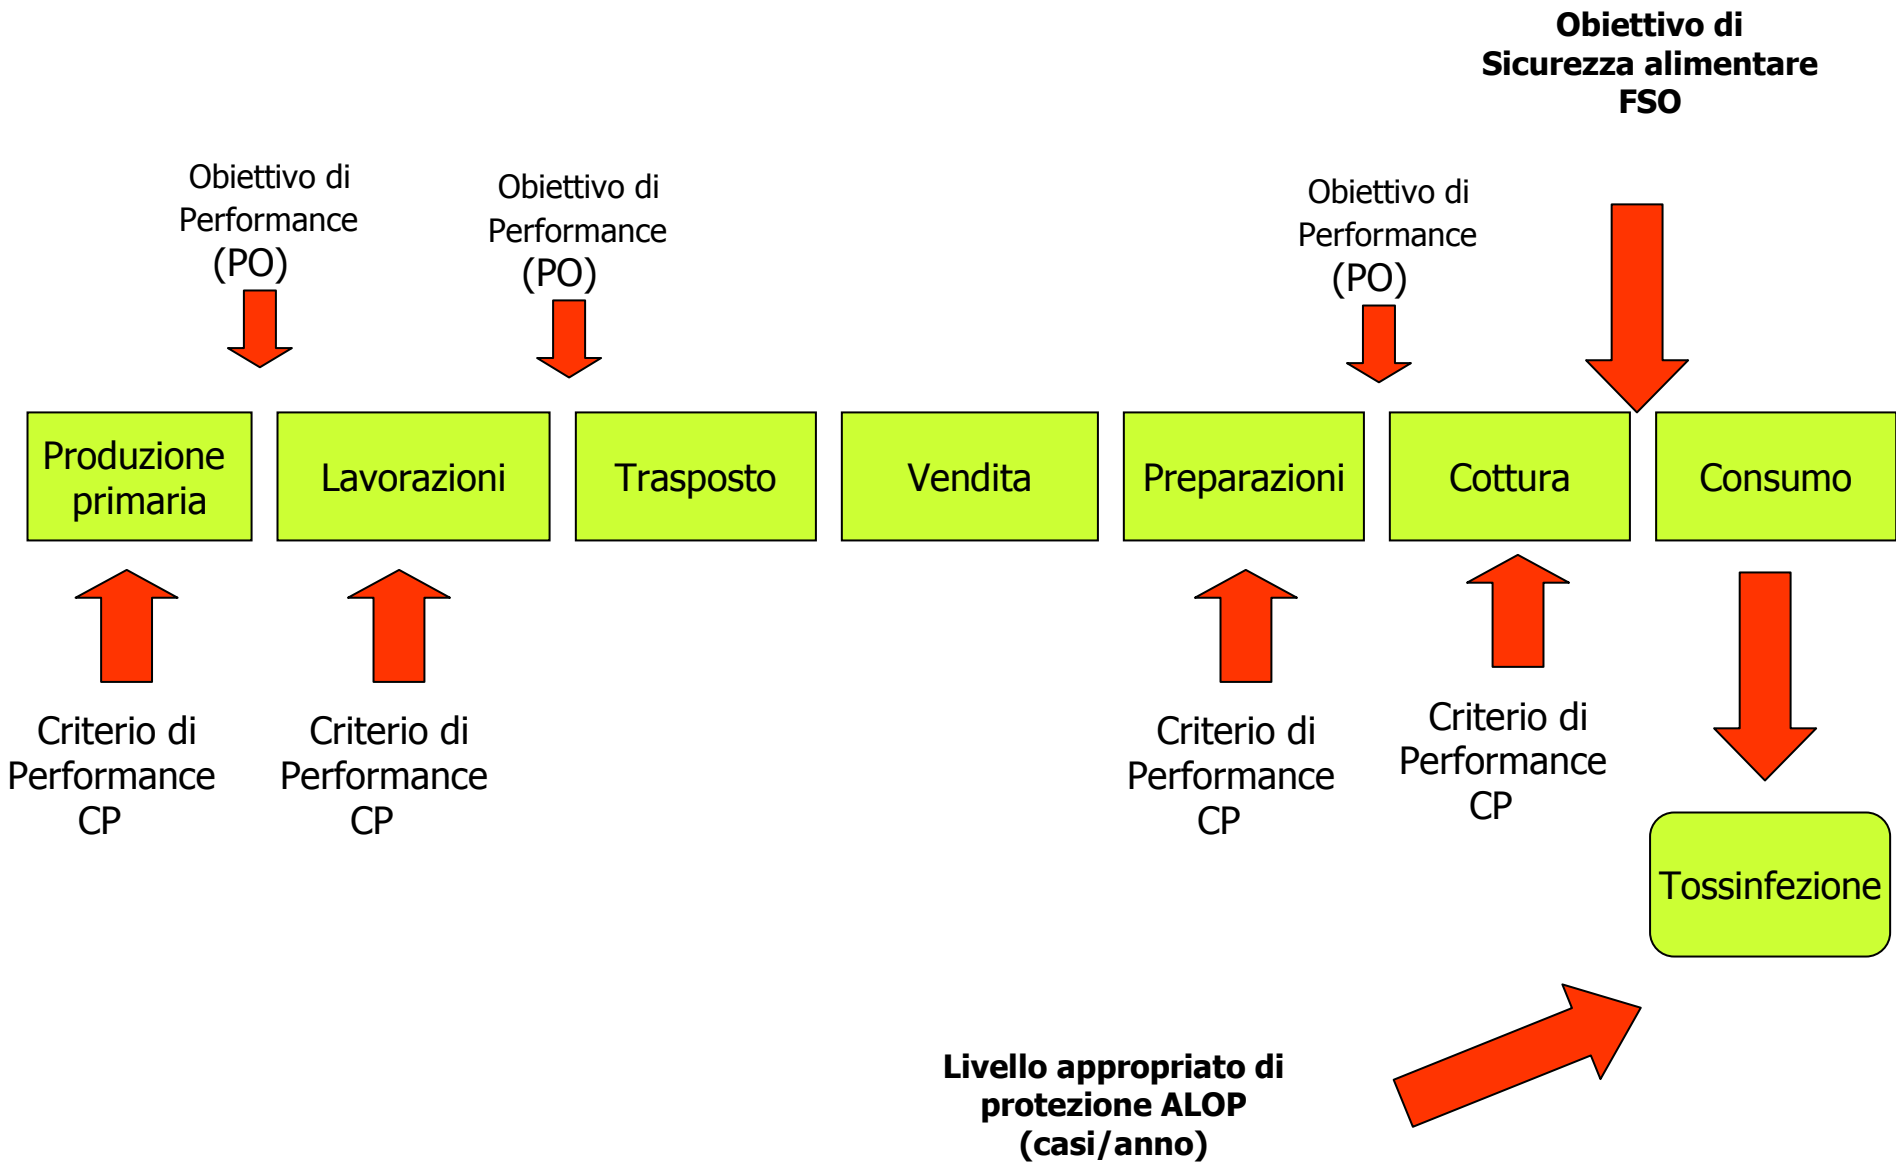 Obiettivo di
Sicurezza alimentare
FSO
Obiettivo di
Performance
(PO)
Obiettivo di
Performance
(PO)
Obiettivo di
Performance
(PO)
Produzione
primaria
Lavorazioni
Trasposto
Vendita
Preparazioni
Cottura
Consumo
Criterio di
Performance
CP
Criterio di
Performance
CP
Criterio di
Performance
CP
Criterio di
Performance
CP
Tossinfezione
Livello appropriato di
protezione ALOP
(casi/anno)